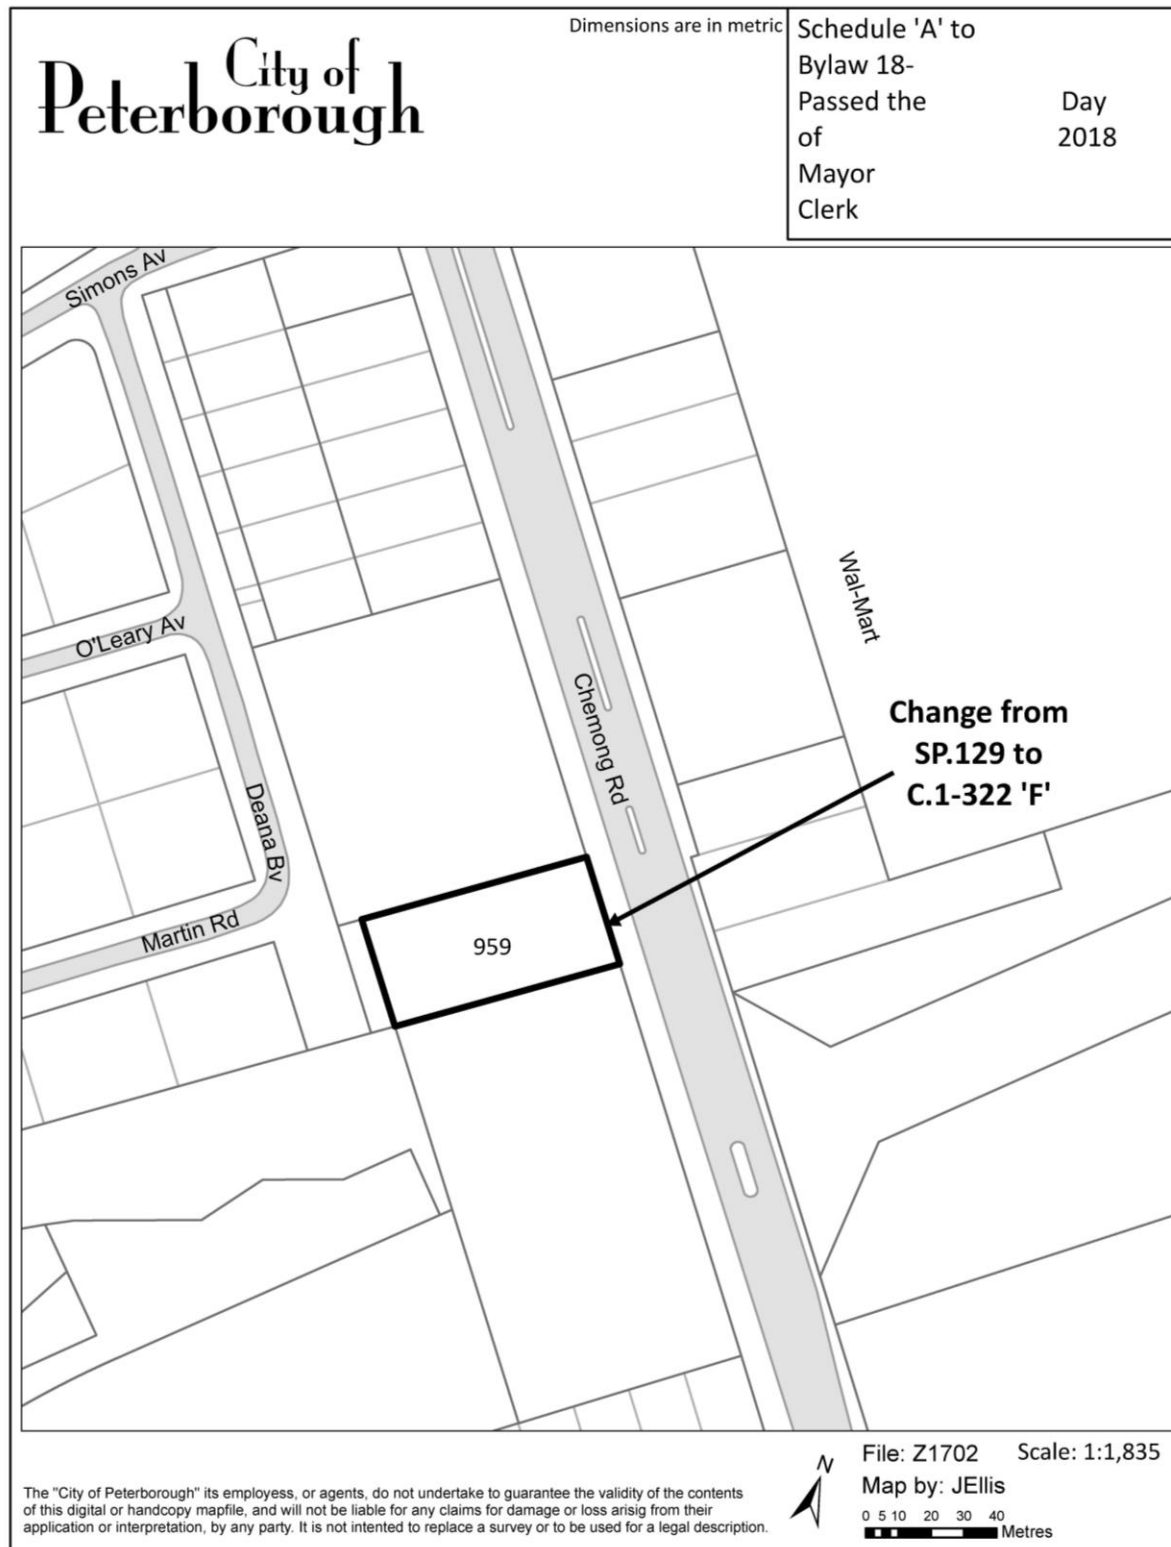 City of
Peterborough
Dimensions are in metric
Schedule 'A' to
Bylaw 18-
Passed the Day
of 2018
Mayor
Clerk
Simons Av
O'Leary Av
Wal-Mart
Chemong Rd
Change from
SP.129 to
C.1-322 'F'
Deana Bv
Martin Rd
959
The "City of Peterborough" its employess, or agents, do not undertake to guarantee the validity of the contents
of this digital or handcopy mapfile, and will not be liable for any claims for damage or loss arisig from their
application or interpretation, by any party. It is not intended to replace a survey or to be used for a legal description.
N
File: Z1702 Scale: 1:1,835
Map by: JEllis
0 5 10 20 30 40
Metres